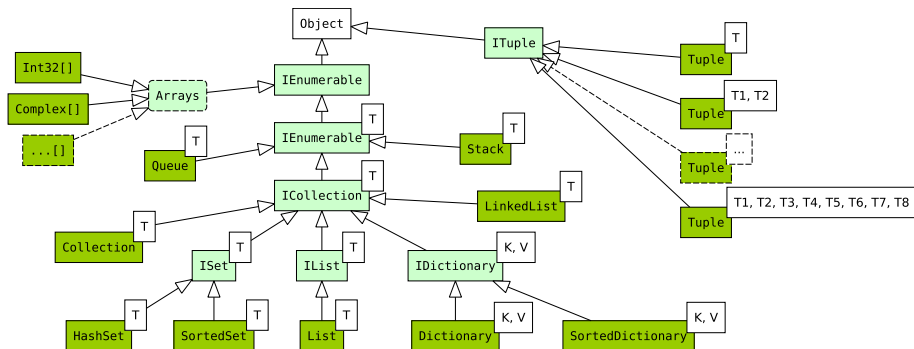 Object
ITuple
T
Tuple
Int32[]
IEnumerable
Arrays
T1, T2
Complex[]
Tuple
T
IEnumerable
T
Stack
...[]
T
Queue
...
Tuple
T
ICollection
T
LinkedList
T1, T2, T3, T4, T5, T6, T7, T8
Tuple
T
Collection
T
ISet
T
IList
K, V
IDictionary
T
HashSet
T
SortedSet
T
List
K, V
Dictionary
K, V
SortedDictionary